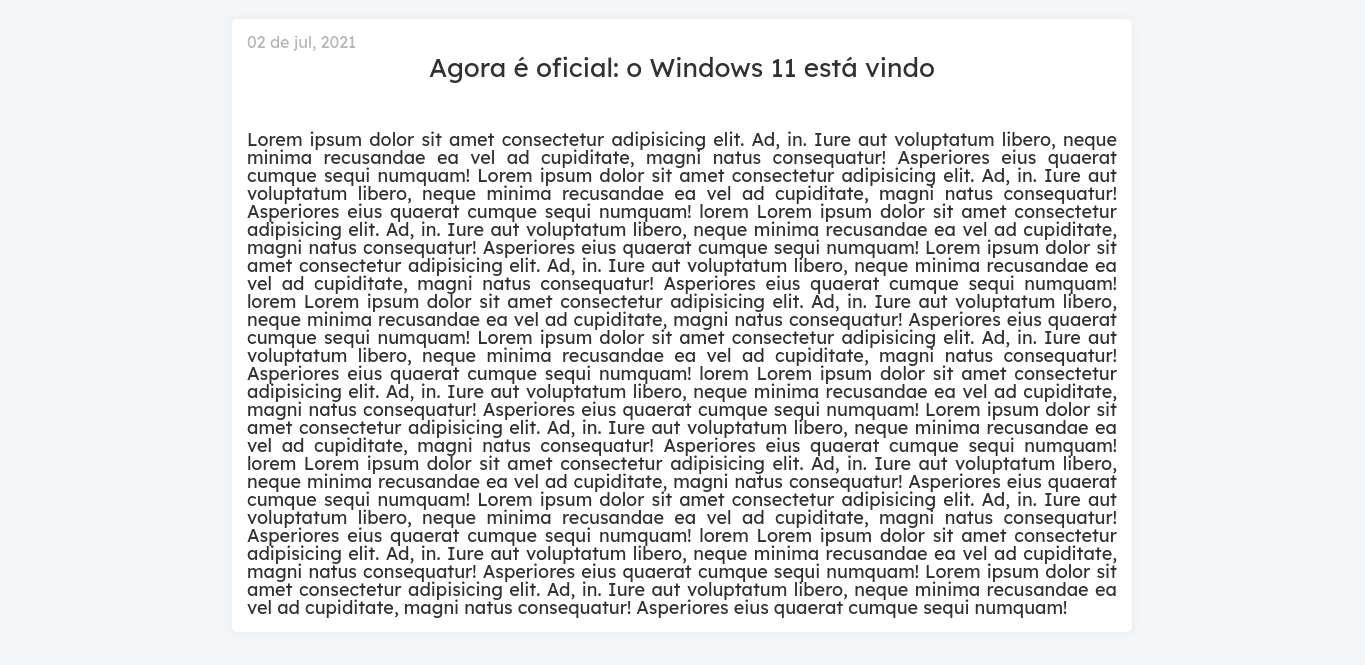 02 de jul, 2021
Agora é oficial: o Windows 11 está vindo
Lorem ipsum dolor sit amet consectetur adipisicing elit. Ad, in. Iure aut voluptatum libero, neque
minima recusandae ea vel ad cupiditate, magni natus consequatur! Asperiores eius quaerat
cumque sequi numquam! Lorem ipsum dolor sit amet consectetur adipisicing elit. Ad, in. Iure aut
voluptatum libero, neque minima recusandae ea vel ad cupiditate, magni natus consequatur!
Asperiores eius quaerat cumque sequi numquam! lorem Lorem ipsum dolor sit amet consectetur
adipisicing elit. Ad, in. Iure aut voluptatum libero, neque minima recusandae ea vel ad cupiditate,
magni natus consequatur! Asperiores eius quaerat cumque sequi numquam! Lorem ipsum dolor sit
amet consectetur adipisicing elit. Ad, in. Iure aut voluptatum libero, neque minima recusandae ea
vel ad cupiditate, magni natus consequatur! Asperiores eius quaerat cumque sequi numquam!
lorem Lorem ipsum dolor sit amet consectetur adipisicing elit. Ad, in. Iure aut voluptatum libero,
neque minima recusandae ea vel ad cupiditate, magni natus consequatur! Asperiores eius quaerat
cumque sequi numquam! Lorem ipsum dolor sit amet consectetur adipisicing elit. Ad, in. Iure aut
voluptatum libero, neque minima recusandae ea vel ad cupiditate, magni natus consequatur!
Asperiores eius quaerat cumque sequi numquam! lorem Lorem ipsum dolor sit amet consectetur
adipisicing elit. Ad, in. Iure aut voluptatum libero, neque minima recusandae ea vel ad cupiditate,
magni natus consequatur! Asperiores eius quaerat cumque sequi numquam! Lorem ipsum dolor sit
amet consectetur adipisicing elit. Ad, in. Iure aut voluptatum libero, neque minima recusandae ea
vel ad cupiditate, magni natus consequatur! Asperiores eius quaerat cumque sequi numquam!
lorem Lorem ipsum dolor sit amet consectetur adipisicing elit. Ad, in. Iure aut voluptatum libero,
neque minima recusandae ea vel ad cupiditate, magni natus consequatur! Asperiores eius quaerat
cumque sequi numquam! Lorem ipsum dolor sit amet consectetur adipisicing elit. Ad, in. Iure aut
voluptatum libero, neque minima recusandae ea vel ad cupiditate, magni natus consequatur!
Asperiores eius quaerat cumque sequi numquam! lorem Lorem ipsum dolor sit amet consectetur
adipisicing elit. Ad, in. Iure aut voluptatum libero, neque minima recusandae ea vel ad cupiditate,
magni natus consequatur! Asperiores eius quaerat cumque sequi numquam! Lorem ipsum dolor sit
amet consectetur adipisicing elit. Ad, in. Iure aut voluptatum libero, neque minima recusandae ea
vel ad cupiditate, magni natus consequatur! Asperiores eius quaerat cumque sequi numquam!